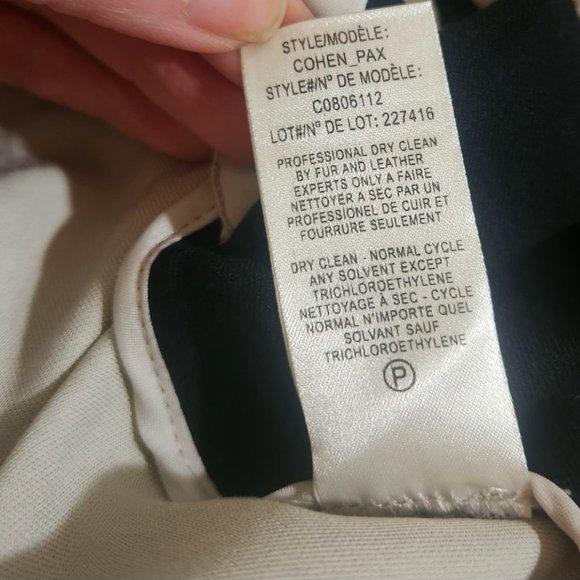 STYLE/MODÈLE:
COHEN_PAX
STYLE#/Nº DE MODÈLE:
C0806112
LOT#/Nº DE LOT: 227416
PROFESSIONAL DRY CLEAN
BY FUR AND LEATHER
EXPERTS ONLY A FAIRE
NETTOYER A SEC PAR UN
PROFESSIONEL DE CUIR ET
FOURRURE SEULEMENT
DRY CLEAN - NORMAL CYCLE
ANY SOLVENT EXCEPT
TRICHLOROETHYLENE
NETTOYAGE À SEC - CYCLE
NORMAL N'IMPORTE QUEL
SOLVANT SAUF
TRICHLOROETHYLENE
P